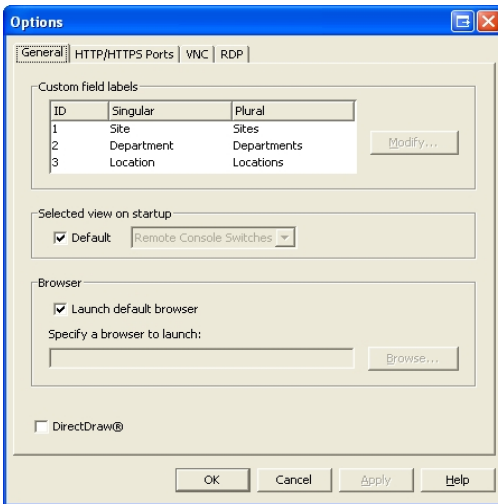 Options
General HTTP/HTTPS Ports VNC RDP
Custom field labels
ID Singular Plural
1 Site Sites
2 Department Departments
3 Location Locations
Modify...
Selected view on startup
Default Remote Console Switches
Browser
Launch default browser
Specify a browser to launch:
Browse...
DirectDraw®
OK Cancel Apply Help